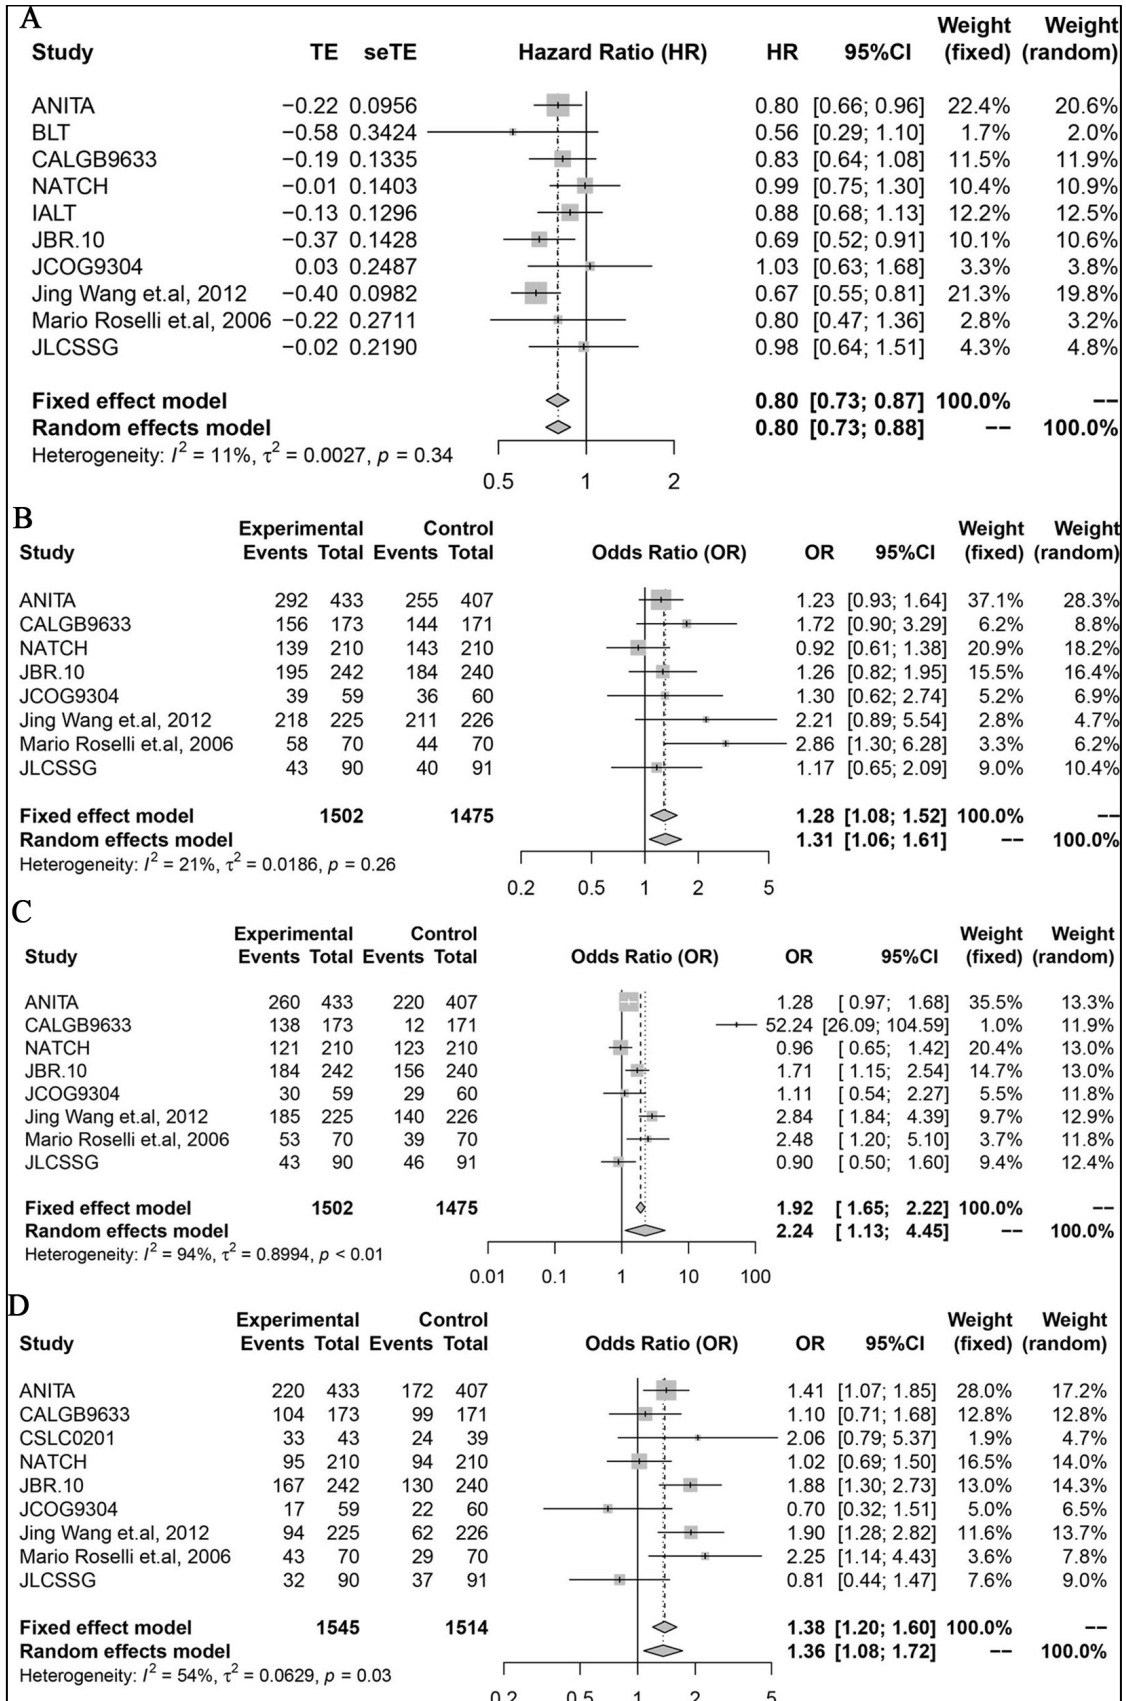 A
Weight Weight
Study TE seTE Hazard Ratio (HR) HR 95%CI (fixed) (random)
ANITA −0.22 0.0956 0.80 [0.66; 0.96] 22.4% 20.6%
BLT −0.58 0.3424 0.56 [0.29; 1.10] 1.7% 2.0%
CALGB9633 −0.19 0.1335 0.83 [0.64; 1.08] 11.5% 11.9%
NATCH −0.01 0.1403 0.99 [0.75; 1.30] 10.4% 10.9%
IALT −0.13 0.1296 0.88 [0.68; 1.13] 12.2% 12.5%
JBR.10 −0.37 0.1428 0.69 [0.52; 0.91] 10.1% 10.6%
JCOG9304 0.03 0.2487 1.03 [0.63; 1.68] 3.3% 3.8%
Jing Wang et.al, 2012 −0.40 0.0982 0.67 [0.55; 0.81] 21.3% 19.8%
Mario Roselli et.al, 2006 −0.22 0.2711 0.80 [0.47; 1.36] 2.8% 3.2%
JLCSSG −0.02 0.2190 0.98 [0.64; 1.51] 4.3% 4.8%
Fixed effect model 0.80 [0.73; 0.87] 100.0% −−
Random effects model 0.80 [0.73; 0.88] −− 100.0%
Heterogeneity: I² = 11%, τ² = 0.0027, p = 0.34
0.5 1 2
B
Experimental Control Weight Weight
Study Events Total Events Total Odds Ratio (OR) OR 95%CI (fixed) (random)
ANITA 292 433 255 407 1.23 [0.93; 1.64] 37.1% 28.3%
CALGB9633 156 173 144 171 1.72 [0.90; 3.29] 6.2% 8.8%
NATCH 139 210 143 210 0.92 [0.61; 1.38] 20.9% 18.2%
JBR.10 195 242 184 240 1.26 [0.82; 1.95] 15.5% 16.4%
JCOG9304 39 59 36 60 1.30 [0.62; 2.74] 5.2% 6.9%
Jing Wang et.al, 2012 218 225 211 226 2.21 [0.89; 5.54] 2.8% 4.7%
Mario Roselli et.al, 2006 58 70 44 70 2.86 [1.30; 6.28] 3.3% 6.2%
JLCSSG 43 90 40 91 1.17 [0.65; 2.09] 9.0% 10.4%
Fixed effect model 1502 1475 1.28 [1.08; 1.52] 100.0% −−
Random effects model 1.31 [1.06; 1.61] −− 100.0%
Heterogeneity: I² = 21%, τ² = 0.0186, p = 0.26
0.2 0.5 1 2 5
C
Experimental Control Weight Weight
Study Events Total Events Total Odds Ratio (OR) OR 95%CI (fixed) (random)
ANITA 260 433 220 407 1.28 [ 0.97; 1.68] 35.5% 13.3%
CALGB9633 138 173 12 171 52.24 [26.09; 104.59] 1.0% 11.9%
NATCH 121 210 123 210 0.96 [ 0.65; 1.42] 20.4% 13.0%
JBR.10 184 242 156 240 1.71 [ 1.15; 2.54] 14.7% 13.0%
JCOG9304 30 59 29 60 1.11 [ 0.54; 2.27] 5.5% 11.8%
Jing Wang et.al, 2012 185 225 140 226 2.84 [ 1.84; 4.39] 9.7% 12.9%
Mario Roselli et.al, 2006 53 70 39 70 2.48 [ 1.20; 5.10] 3.7% 11.8%
JLCSSG 43 90 46 91 0.90 [ 0.50; 1.60] 9.4% 12.4%
Fixed effect model 1502 1475 1.92 [ 1.65; 2.22] 100.0% −−
Random effects model 2.24 [ 1.13; 4.45] −− 100.0%
Heterogeneity: I² = 94%, τ² = 0.8994, p < 0.01
0.01 0.1 1 10 100
D
Experimental Control Weight Weight
Study Events Total Events Total Odds Ratio (OR) OR 95%CI (fixed) (random)
ANITA 220 433 172 407 1.41 [1.07; 1.85] 28.0% 17.2%
CALGB9633 104 173 99 171 1.10 [0.71; 1.68] 12.8% 12.8%
CSLC0201 33 43 24 39 2.06 [0.79; 5.37] 1.9% 4.7%
NATCH 95 210 94 210 1.02 [0.69; 1.50] 16.5% 14.0%
JBR.10 167 242 130 240 1.88 [1.30; 2.73] 13.0% 14.3%
JCOG9304 17 59 22 60 0.70 [0.32; 1.51] 5.0% 6.5%
Jing Wang et.al, 2012 94 225 62 226 1.90 [1.28; 2.82] 11.6% 13.7%
Mario Roselli et.al, 2006 43 70 29 70 2.25 [1.14; 4.43] 3.6% 7.8%
JLCSSG 32 90 37 91 0.81 [0.44; 1.47] 7.6% 9.0%
Fixed effect model 1545 1514 1.38 [1.20; 1.60] 100.0% −−
Random effects model 1.36 [1.08; 1.72] −− 100.0%
Heterogeneity: I² = 54%, τ² = 0.0629, p = 0.03
0.2 0.5 1 2 5